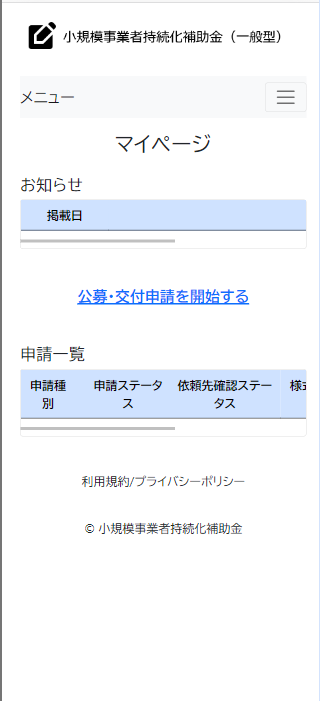 小規模事業者持続化補助金（一般型）
メニュー
マイページ
お知らせ
掲載日
公募・交付申請を開始する
申請一覧
申請種別
申請ステータス
依頼先確認ステータス
様式
利用規約/プライバシーポリシー
© 小規模事業者持続化補助金